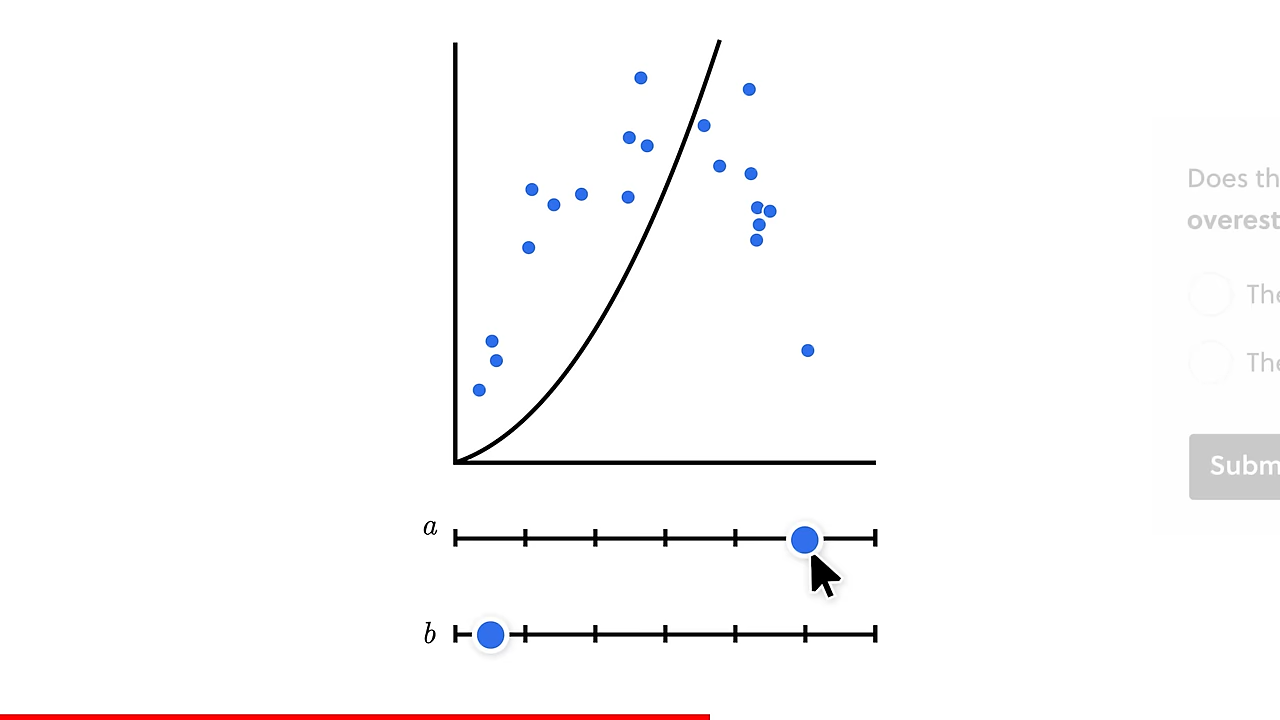 a
b
Does th
overest
The
The
Subm